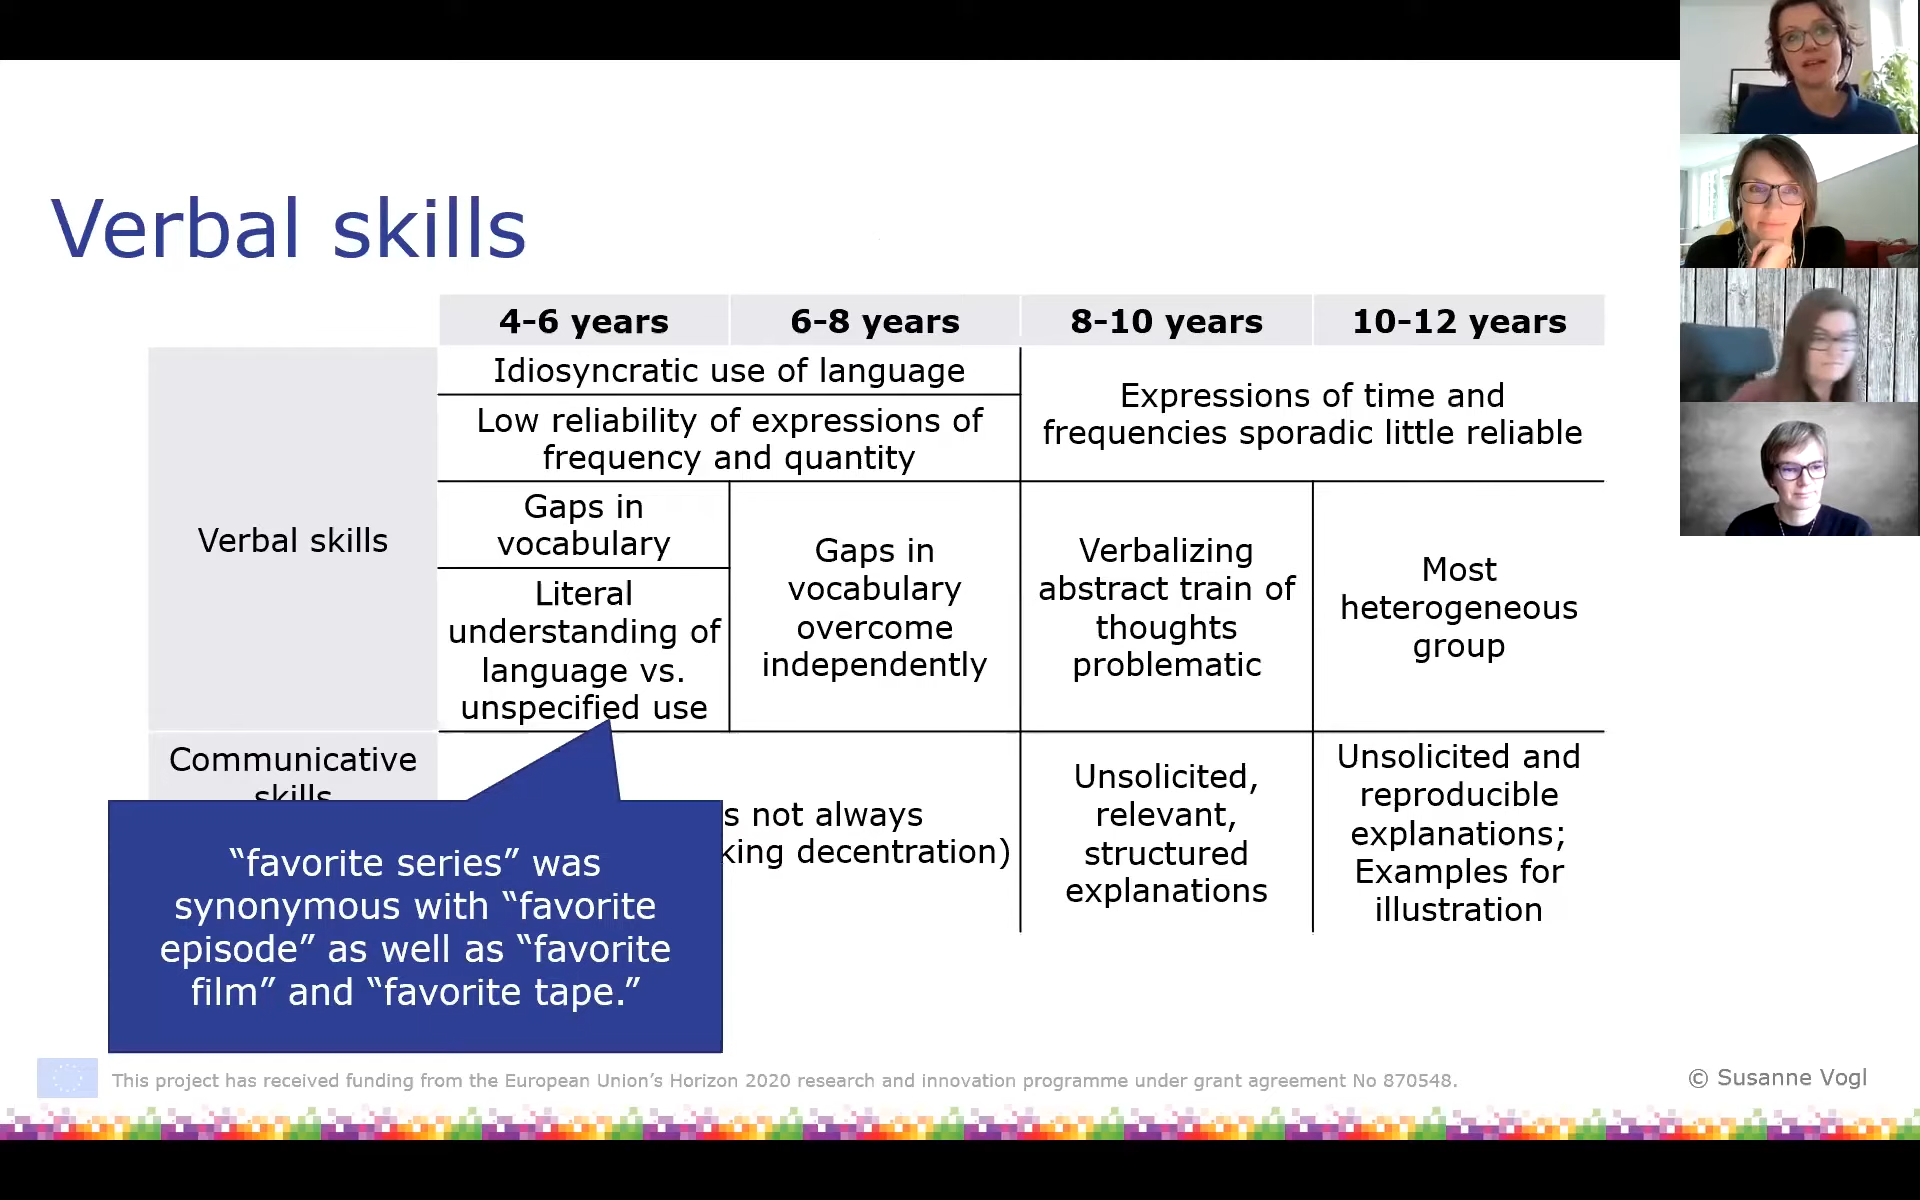 Verbal skills
4-6 years
6-8 years
8-10 years
10-12 years
Verbal skills
Idiosyncratic use of language
Low reliability of expressions of
frequency and quantity
Expressions of time and
frequencies sporadic little reliable
Gaps in
vocabulary
Literal
understanding of
language vs.
unspecified use
Gaps in
vocabulary
overcome
independently
Verbalizing
abstract train of
thoughts
problematic
Most
heterogeneous
group
Communicative
skills
not always
decentration)
Unsolicited,
relevant,
structured
explanations
Unsolicited and
reproducible
explanations;
Examples for
illustration
“favorite series” was
synonymous with “favorite
episode” as well as “favorite
film” and “favorite tape.”
This project has received funding from the European Union’s Horizon 2020 research and innovation programme under grant agreement No 870548.
© Susanne Vogl